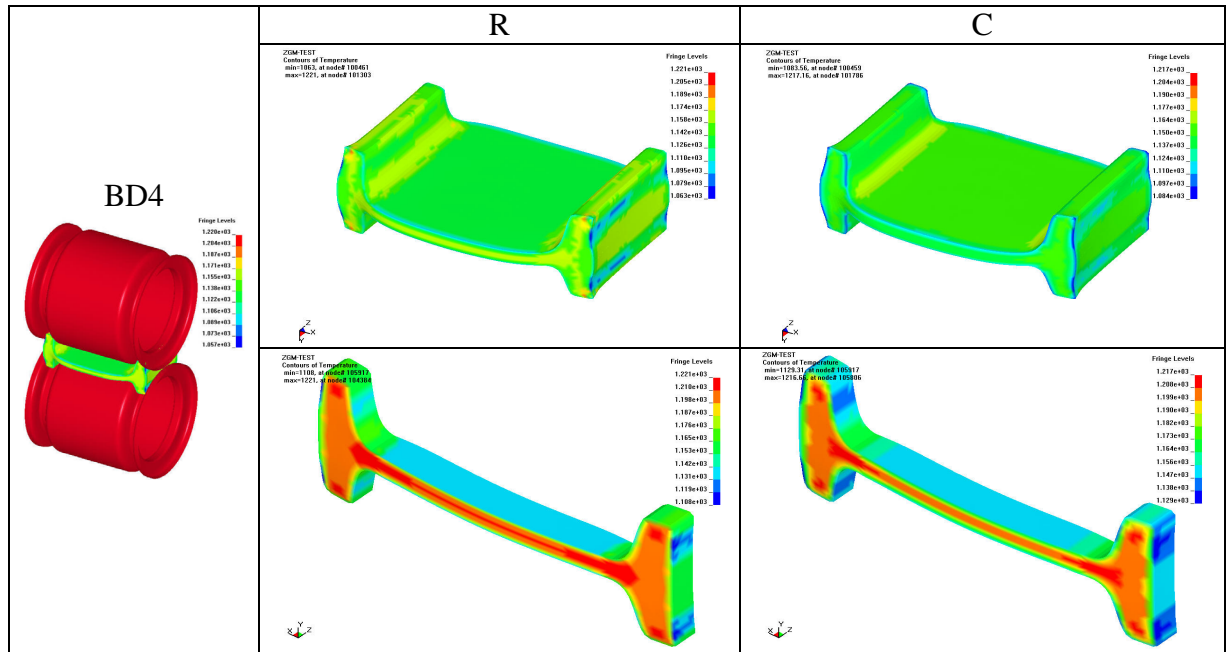 R
C
BD4
Fringe Levels
1.220e+03
1.204e+03
1.187e+03
1.171e+03
1.155e+03
1.138e+03
1.122e+03
1.106e+03
1.089e+03
1.073e+03
1.057e+03
ZGM-TEST
Contours of Temperature
min=1063, at node# 100461
max=1221, at node# 101303
Fringe Levels
1.221e+03
1.205e+03
1.189e+03
1.174e+03
1.158e+03
1.142e+03
1.126e+03
1.110e+03
1.095e+03
1.079e+03
1.063e+03
Z
X
Y
ZGM-TEST
Contours of Temperature
min=1083.56, at node# 100459
max=1217.16, at node# 101786
Fringe Levels
1.217e+03
1.204e+03
1.190e+03
1.177e+03
1.164e+03
1.150e+03
1.137e+03
1.124e+03
1.110e+03
1.097e+03
1.084e+03
Z
X
Y
ZGM-TEST
Contours of Temperature
min=1108, at node# 105917
max=1221, at node# 104384
Fringe Levels
1.221e+03
1.210e+03
1.198e+03
1.187e+03
1.176e+03
1.165e+03
1.153e+03
1.142e+03
1.131e+03
1.119e+03
1.108e+03
Y
X
Z
ZGM-TEST
Contours of Temperature
min=1129.31, at node# 105917
max=1216.66, at node# 105806
Fringe Levels
1.217e+03
1.208e+03
1.199e+03
1.190e+03
1.182e+03
1.173e+03
1.164e+03
1.156e+03
1.147e+03
1.138e+03
1.129e+03
Y
X
Z